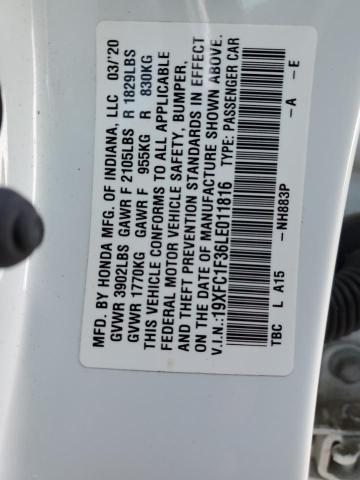 MFG. BY HONDA MFG. OF INDIANA, LLC 03/'20
GVWR 3902LBS GAWR F 2105LBS R 1829LBS
GVWR 1770KG GAWR F 955KG R 830KG
THIS VEHICLE CONFORMS TO ALL APPLICABLE
FEDERAL MOTOR VEHICLE SAFETY, BUMPER,
AND THEFT PREVENTION STANDARDS IN EFFECT
ON THE DATE OF MANUFACTURE SHOWN ABOVE.
V.I.N.:19XFC1F36LE011816 TYPE: PASSENGER CAR
-NH883P -A -E
TBC L A15